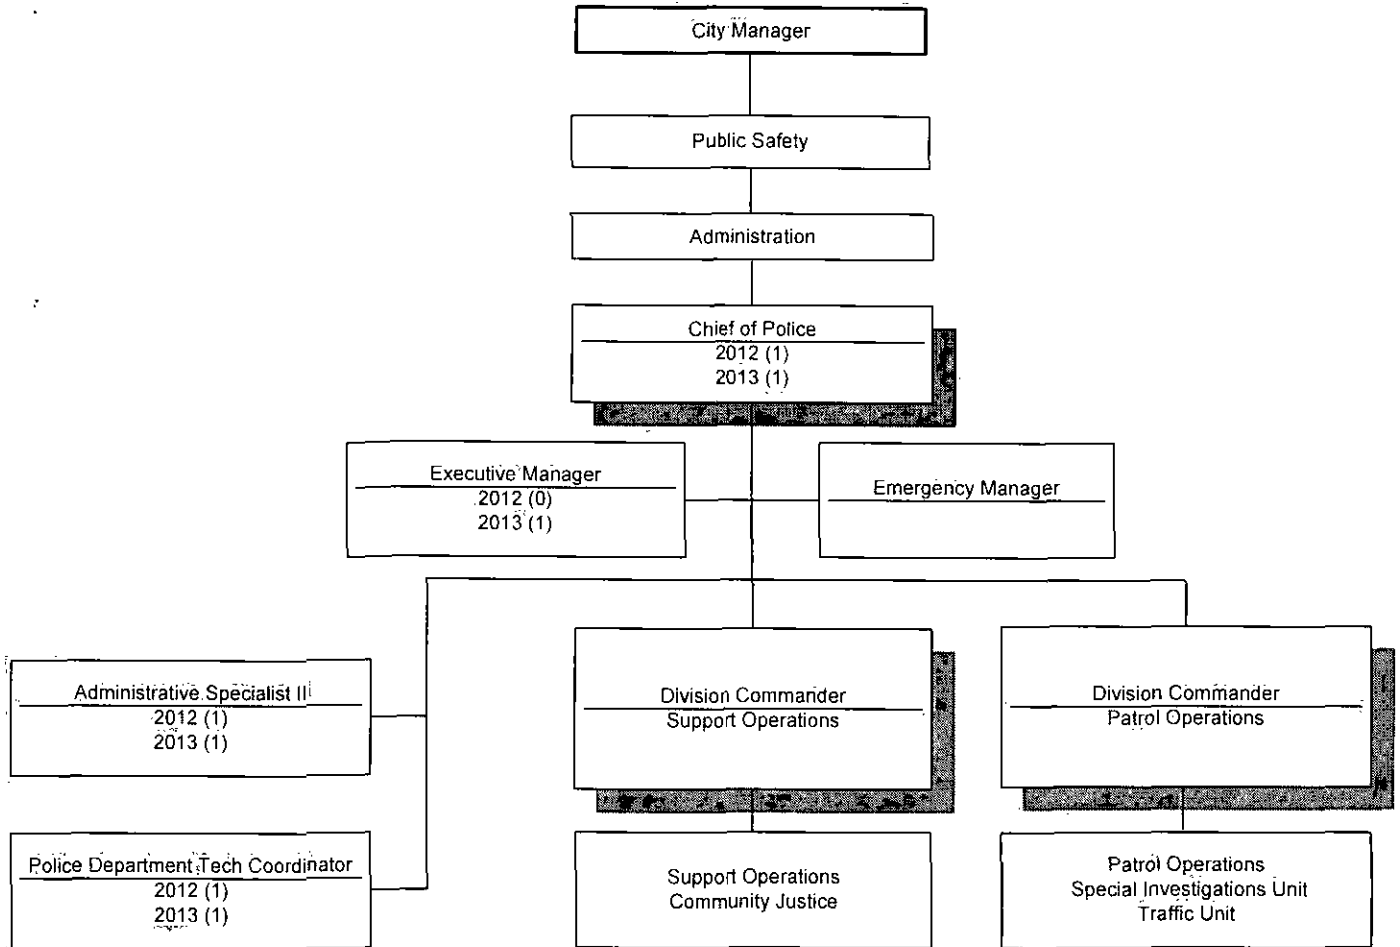 City Manager
Public Safety
Administration
Chief of Police
2012 (1)
2013 (1)
Executive Manager
2012 (0)
2013 (1)
Emergency Manager
Administrative Specialist II
2012 (1)
2013 (1)
Division Commander
Support Operations
Division Commander
Patrol Operations
Police Department Tech Coordinator
2012 (1)
2013 (1)
Support Operations
Community Justice
Patrol Operations
Special Investigations Unit
Traffic Unit